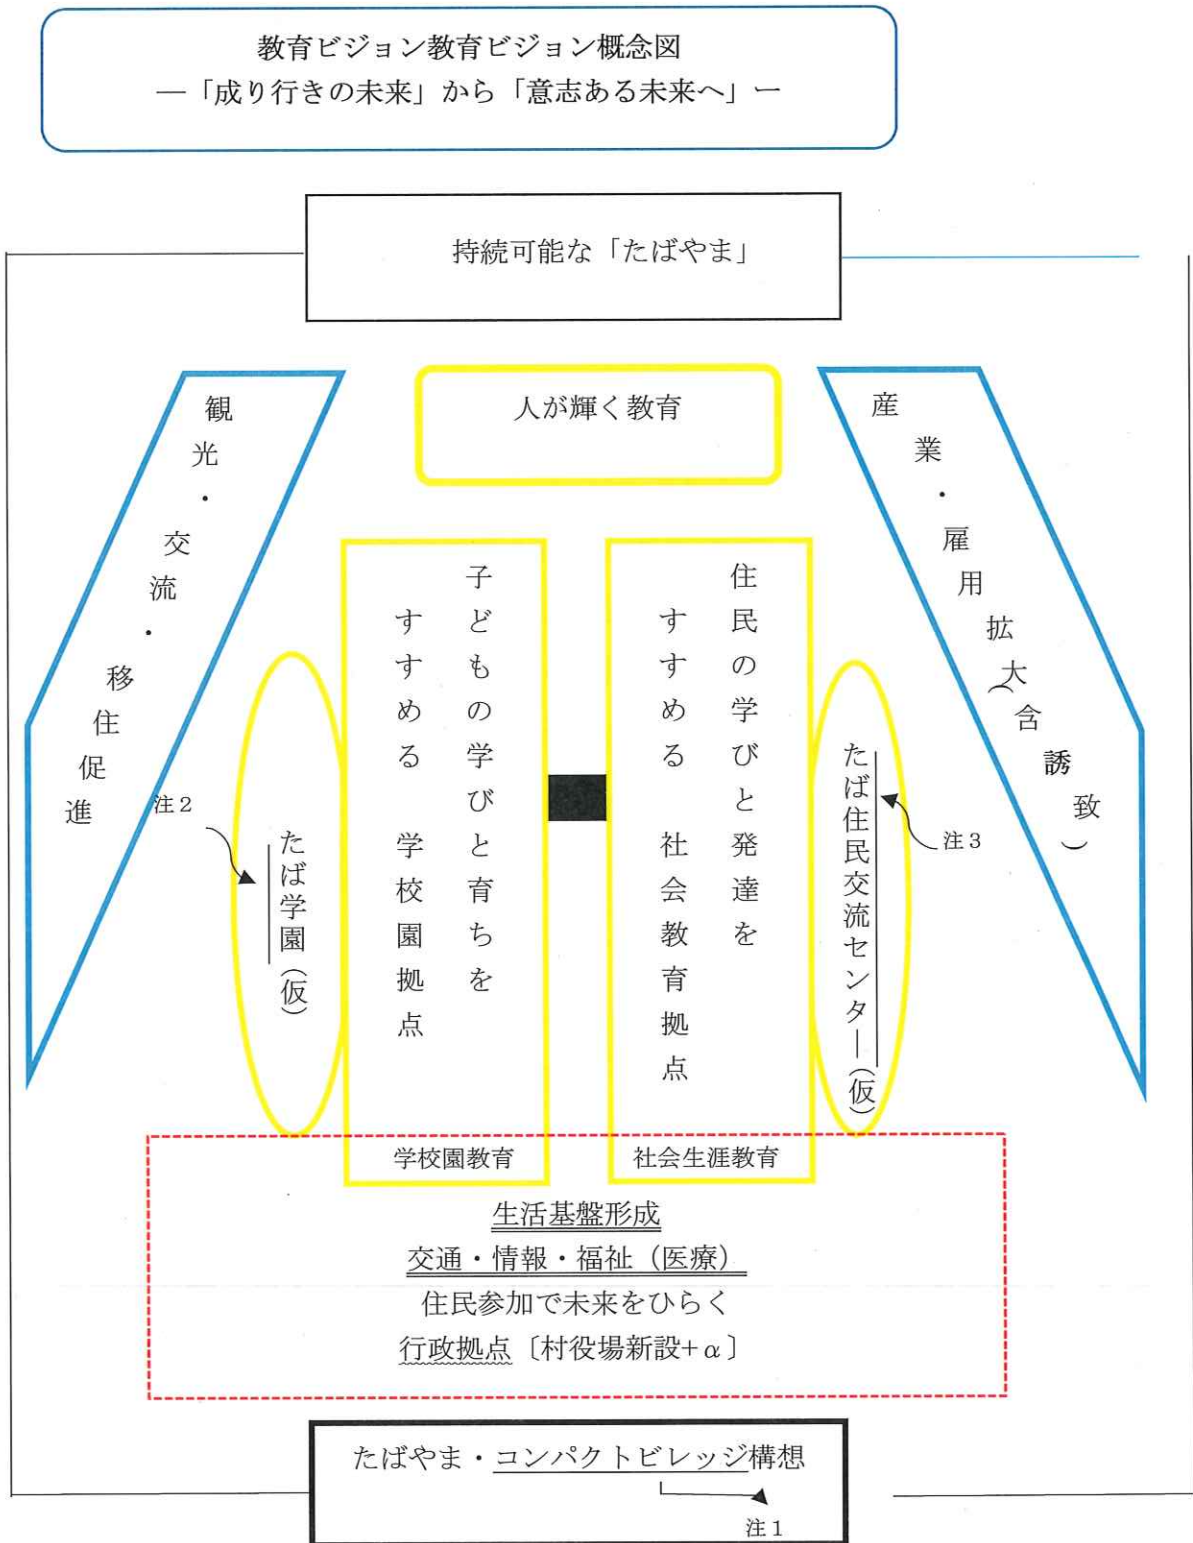 教育ビジョン教育ビジョン概念図
―「成り行きの未来」から「意志ある未来へ」ー
持続可能な「たばやま」
人が輝く教育
観光・交流・移住促進
産業・雇用拡大(含誘致)
子どもの学びと育ちを
すすめる 学校園拠点
住民の学びと発達を
すすめる 社会教育拠点
注2
たば学園(仮)
たば住民交流センター(仮)
注3
学校園教育
社会生涯教育
生活基盤形成
交通・情報・福祉（医療）
住民参加で未来をひらく
行政拠点〔村役場新設+α〕
たばやま・コンパクトビレッジ構想
注1